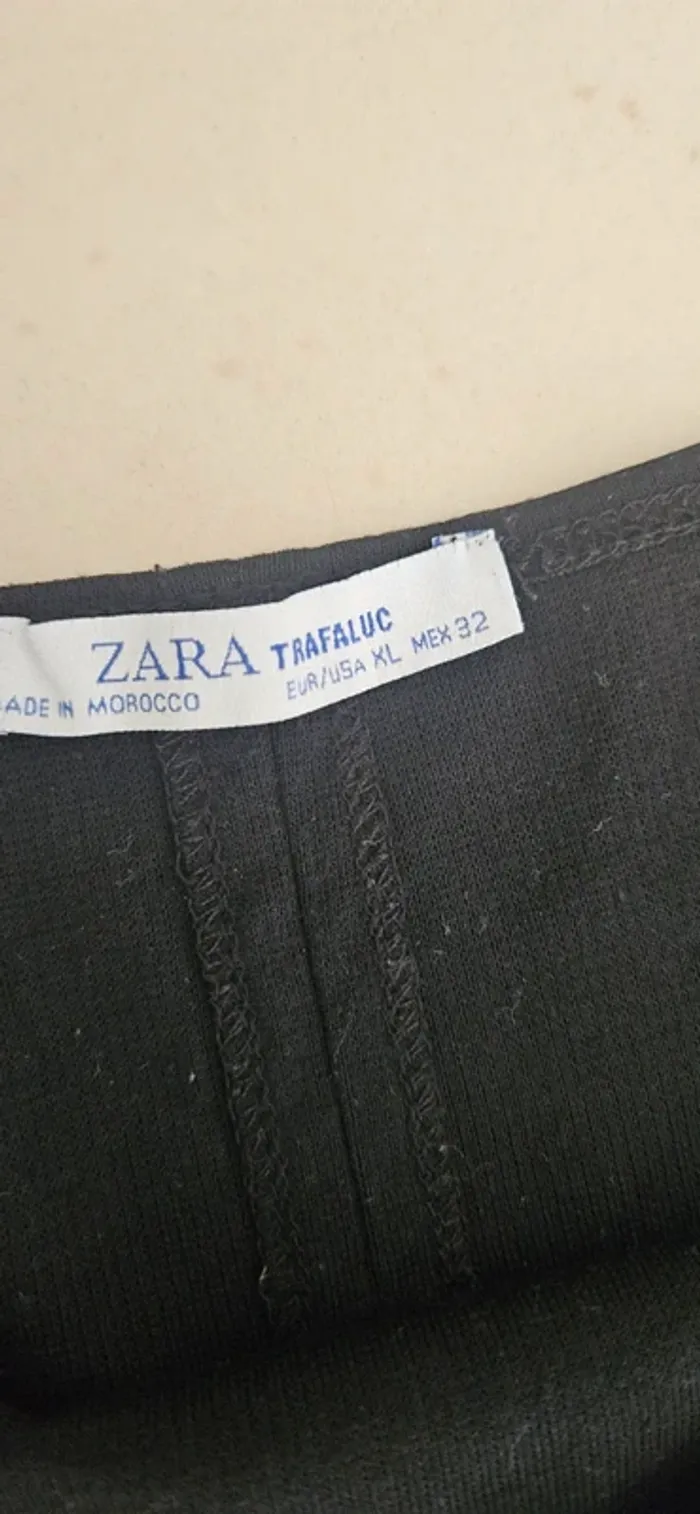 ZARA TRAFALUC
ADE IN MOROCCO EUR/USA XL MEX 32